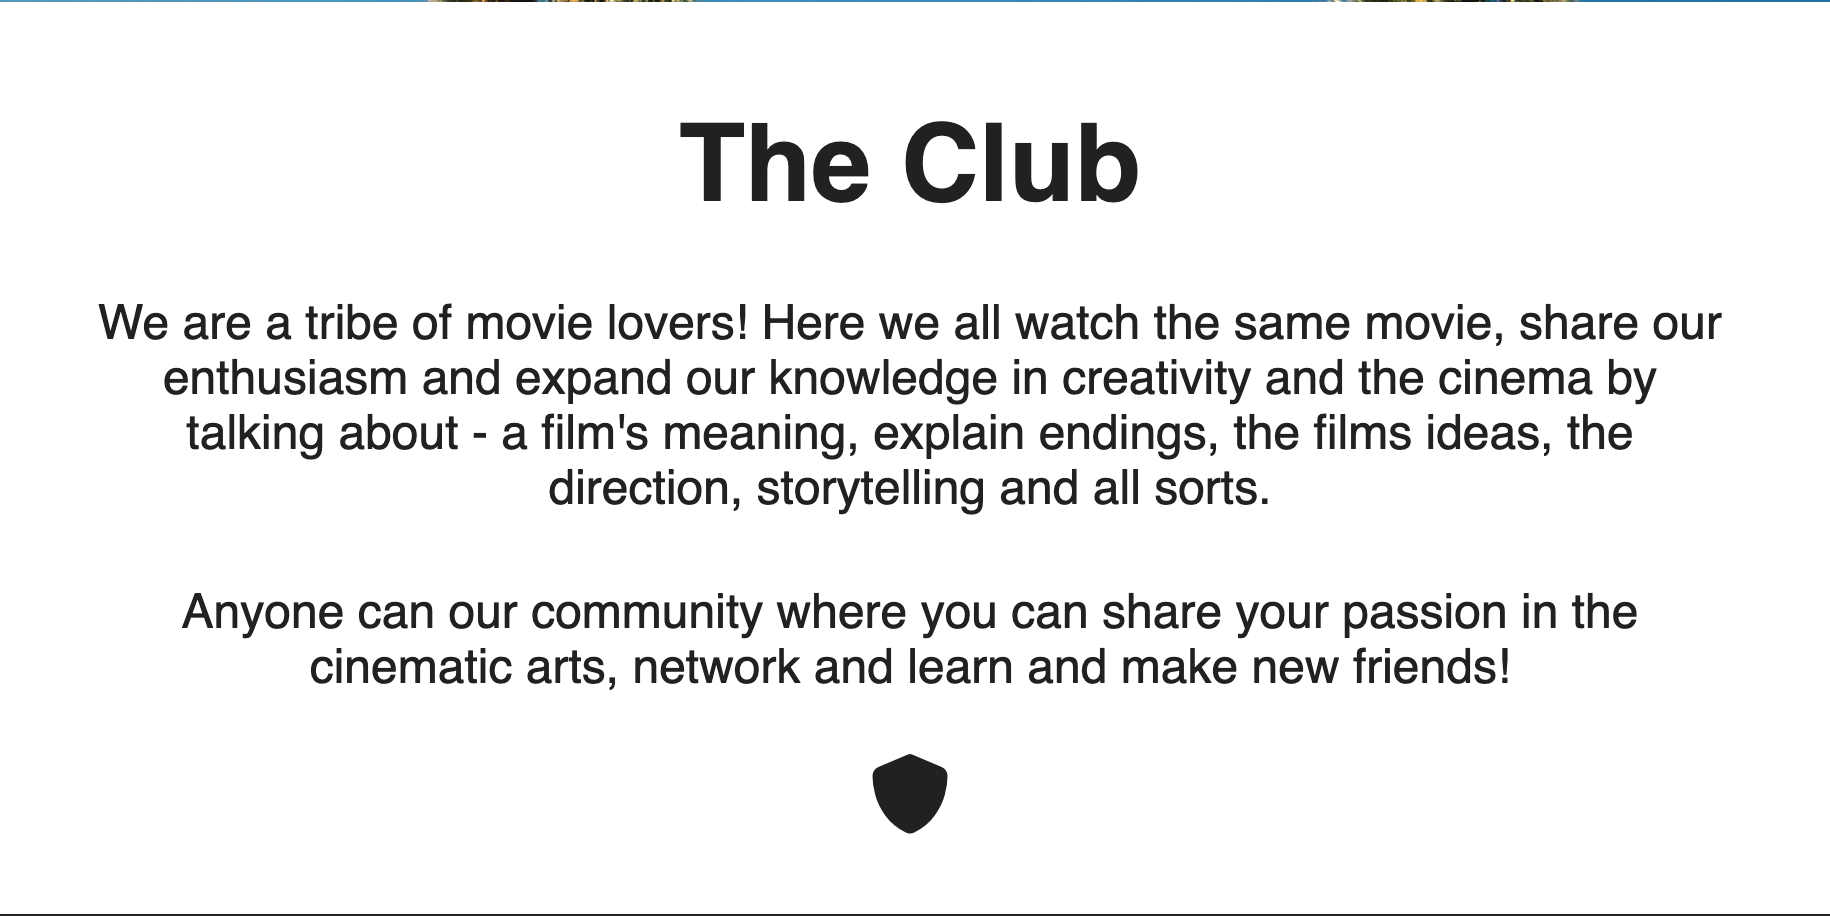 The Club
We are a tribe of movie lovers! Here we all watch the same movie, share our
enthusiasm and expand our knowledge in creativity and the cinema by
talking about - a film's meaning, explain endings, the films ideas, the
direction, storytelling and all sorts.
Anyone can our community where you can share your passion in the
cinematic arts, network and learn and make new friends!